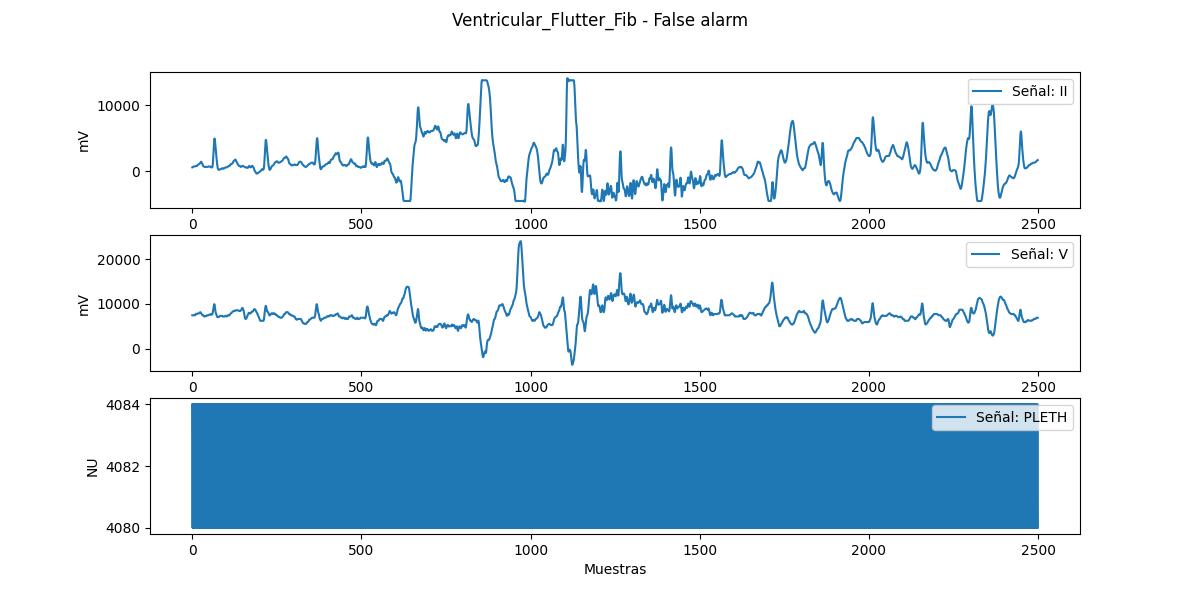 Ventricular_Flutter_Fib - False alarm
Señal: II
10000
0
mV
0 500 1000 1500 2000 2500
Señal: V
20000
10000
0
mV
0 500 1000 1500 2000 2500
Señal: PLETH
4084
4082
4080
NU
0 500 1000 1500 2000 2500
Muestras